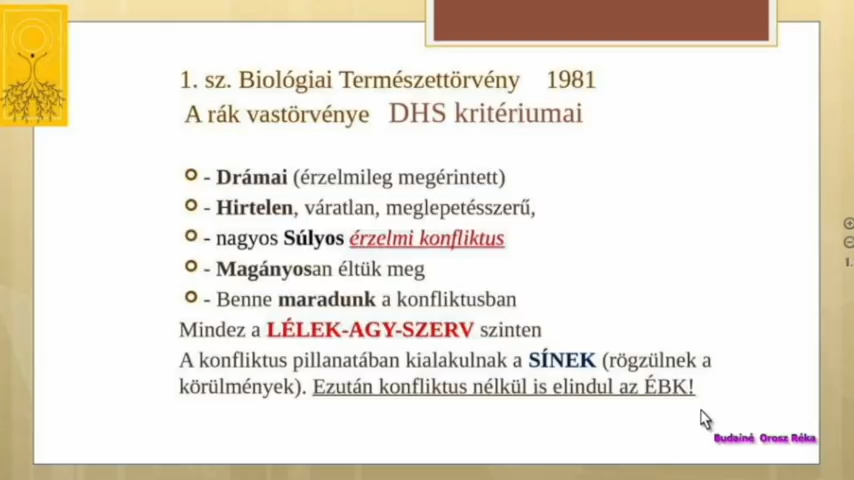 1. sz. Biológiai Természettörvény 1981
A rák vastörvénye DHS kritériumai
- Drámai (érzelmileg megérintett)
- Hirtelen, váratlan, meglepetésszerű,
- nagyos Súlyos érzelmi konfliktus
- Magányosan éltük meg
- Benne maradunk a konfliktusban
Mindez a LÉLEK-AGY-SZERV szinten
A konfliktus pillanatában kialakulnak a SÍNEK (rögzülnek a
körülmények). Ezután konfliktus nélkül is elindul az ÉBK!
Budainé Orosz Réka
1.